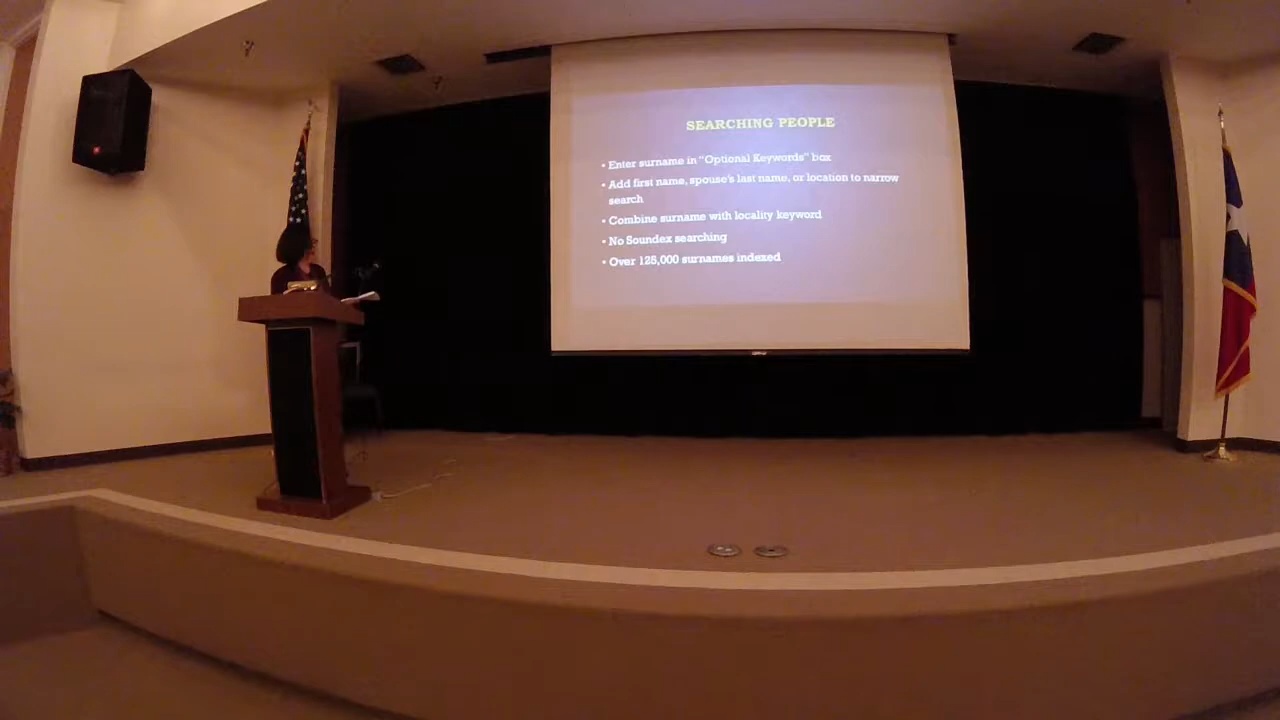 SEARCHING PEOPLE
• Enter surname in "Optional Keywords" box
• Add first name, spouse's last name, or location to narrow
search
• Combine surname with locality keyword
• No Soundex searching
• Over 125,000 surnames indexed